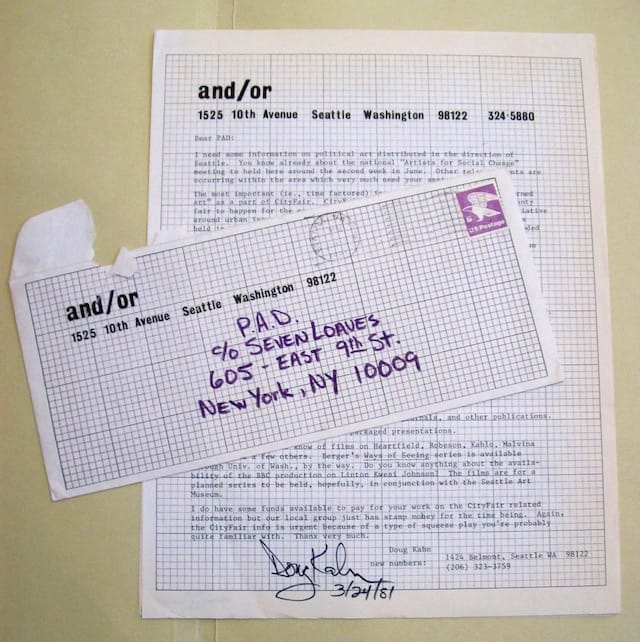 and/or
1525 10th Avenue Seattle Washington 98122 324-5880
Dear PAD:
I need some information on political art distributed in the direction of
Seattle. You know already about the national "Artists for Social Change"
meeting to held here around the second week in June. Other
occurring within the area which very much need your
The most important (ie., time factored)
art" as a part of CityFair.
fair to happen for the
around urban
held
U.S. Postage
and/or
1525 10th Avenue Seattle Washington 98122
P.A.D.
c/o SEVEN LOAVES
605 - EAST 9th St.
New York, NY 10009
and other publications.
packaged presentations.
know of films on Heartfield, Robeson, Kahlo, Malvina
a few others. Berger's Ways of Seeing series is available
Univ. of Wash., by the way. Do you know anything about the availa-
bility of the BBC production on Linton Kwesi Johnson? The films are for a
planned series to be held, hopefully, in conjunction with the Seattle Art
Museum.
I do have some funds available to pay for your work on the CityFair related
information but our local group just has stamp money for the time being. Again,
the CityFair info is urgent because of a type of squeeze play you're probably
quite familiar with. Thanx very much.
Doug Kahn
Doug Kahn
3/24/81
new numbers:
1424 Belmont, Seattle WA 98122
(206) 323-3759